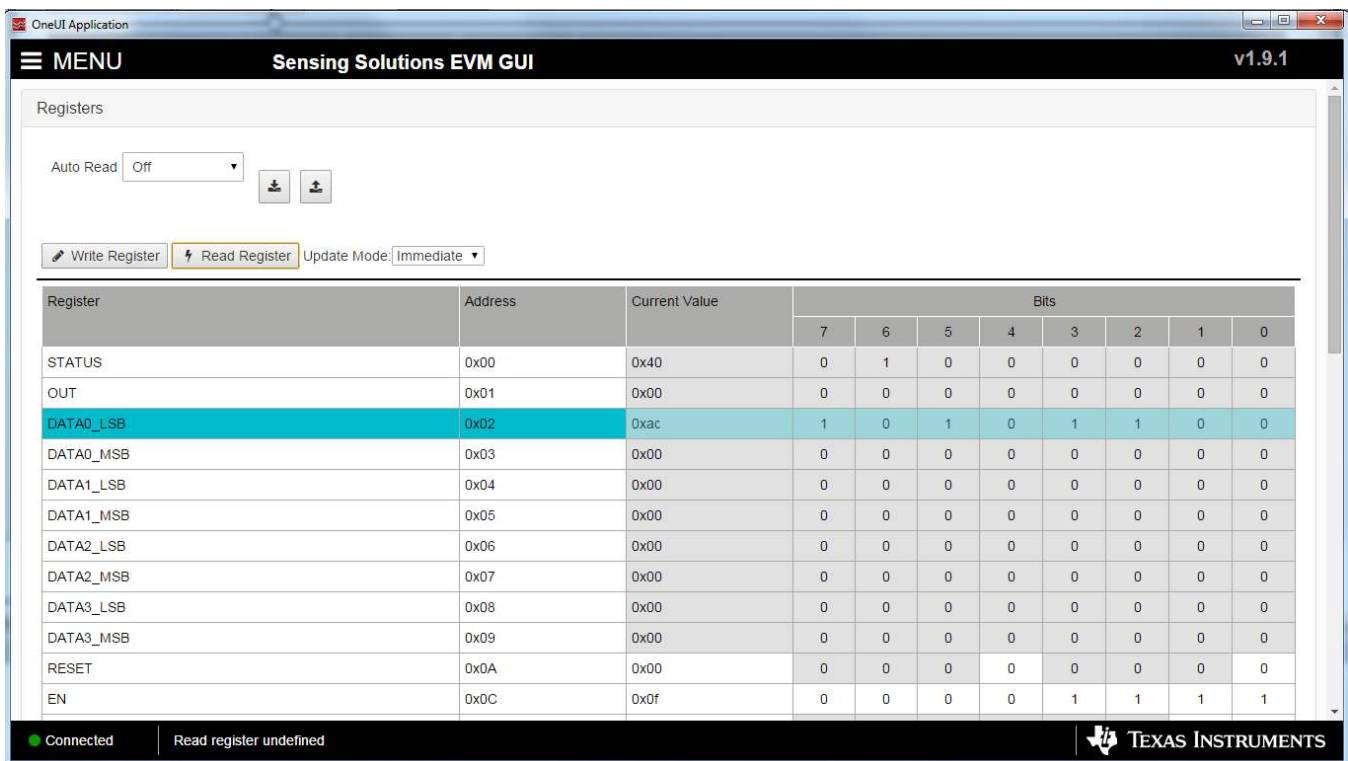 OneUI Application
MENU Sensing Solutions EVM GUI v1.9.1
Registers
Auto Read Off
Write Register Read Register Update Mode: Immediate
Register Address Current Value Bits
7 6 5 4 3 2 1 0
STATUS 0x00 0x40 0 1 0 0 0 0 0 0
OUT 0x01 0x00 0 0 0 0 0 0 0 0
DATA0_LSB 0x02 0xac 1 0 1 0 1 1 0 0
DATA0_MSB 0x03 0x00 0 0 0 0 0 0 0 0
DATA1_LSB 0x04 0x00 0 0 0 0 0 0 0 0
DATA1_MSB 0x05 0x00 0 0 0 0 0 0 0 0
DATA2_LSB 0x06 0x00 0 0 0 0 0 0 0 0
DATA2_MSB 0x07 0x00 0 0 0 0 0 0 0 0
DATA3_LSB 0x08 0x00 0 0 0 0 0 0 0 0
DATA3_MSB 0x09 0x00 0 0 0 0 0 0 0 0
RESET 0x0A 0x00 0 0 0 0 0 0 0 0
EN 0x0C 0x0f 0 0 0 0 1 1 1 1
Connected Read register undefined TEXAS INSTRUMENTS